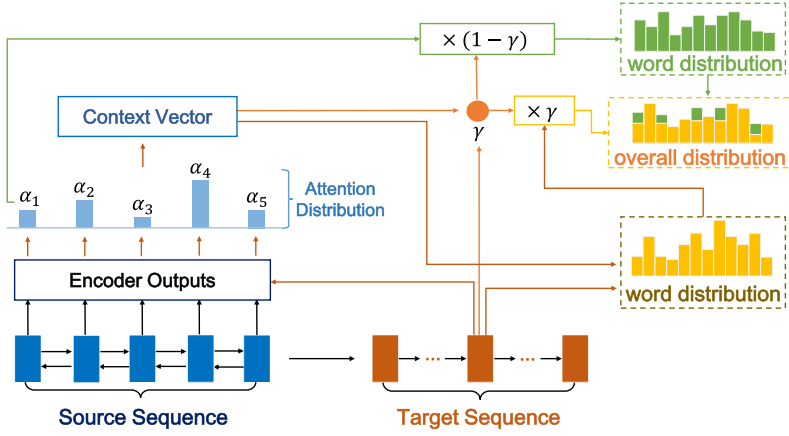 × (1 − γ)
word distribution
Context Vector
γ
× γ
overall distribution
α₁
α₂
α₃
α₄
α₅
Attention
Distribution
Encoder Outputs
word distribution
...
...
Source Sequence
Target Sequence